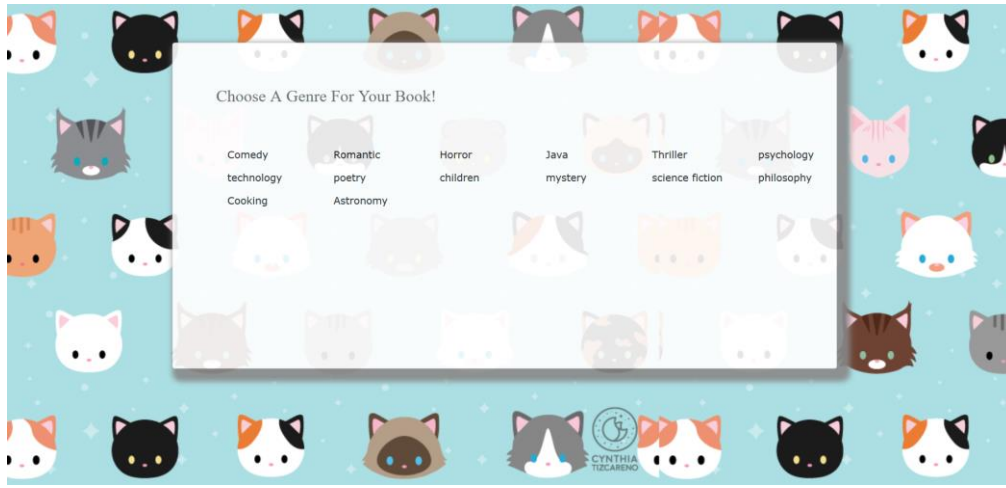 Choose A Genre For Your Book!
Comedy Romantic Horror Java Thriller psychology
technology poetry children mystery science fiction philosophy
Cooking Astronomy
CYNTHIA
TIZCARENO